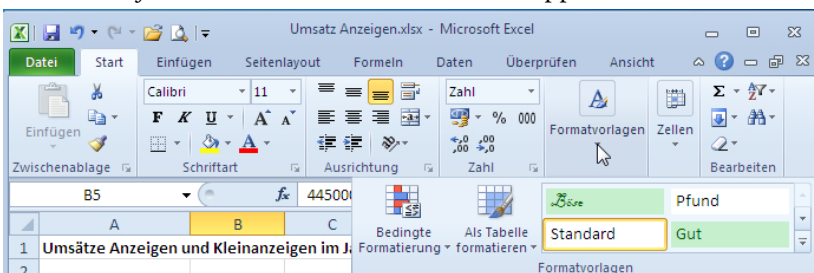 Umsatz Anzeigen.xlsx - Microsoft Excel
Datei Start Einfügen Seitenlayout Formeln Daten Überprüfen Ansicht
Calibri 11 Zahl
F K U A A % 000 Formatvorlagen Zellen
Einfügen
Zwischenablage Schriftart Ausrichtung Zahl Bearbeiten
B5 fx 44500
Böse Pfund
Bedingte Formatierung
Als Tabelle formatieren
Standard Gut
Formatvorlagen
A B C
1 Umsätze Anzeigen und Kleinanzeigen im
2